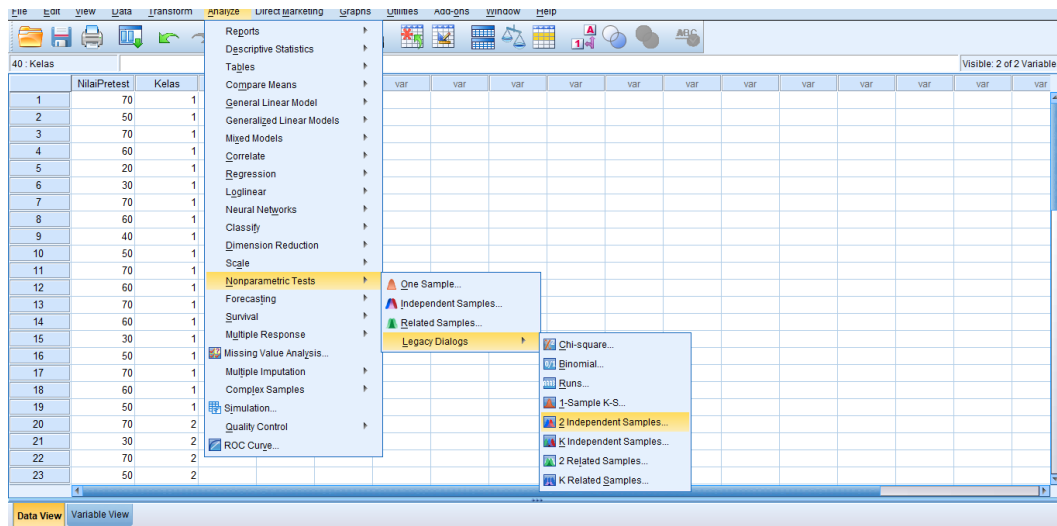 File Edit View Data Transform Analyze Direct Marketing Graphs Utilities Add-ons Window Help
40 : Kelas
Visible: 2 of 2 Variable
NilaiPretest Kelas var var var var var var var var var var var var
1 70 1
2 50 1
3 70 1
4 60 1
5 20 1
6 30 1
7 70 1
8 60 1
9 40 1
10 50 1
11 70 1
12 60 1
13 70 1
14 60 1
15 30 1
16 50 1
17 70 1
18 60 1
19 50 1
20 70 2
21 30 2
22 70 2
23 50 2
Reports
Descriptive Statistics
Tables
Compare Means
General Linear Model
Generalized Linear Models
Mixed Models
Correlate
Regression
Loglinear
Neural Networks
Classify
Dimension Reduction
Scale
Nonparametric Tests
Forecasting
Survival
Multiple Response
Missing Value Analysis...
Multiple Imputation
Complex Samples
Simulation...
Quality Control
ROC Curve...
One Sample...
Independent Samples...
Related Samples...
Legacy Dialogs
Chi-square...
Binomial...
Runs...
1-Sample K-S...
2 Independent Samples...
K Independent Samples...
2 Related Samples...
K Related Samples...
Data View Variable View